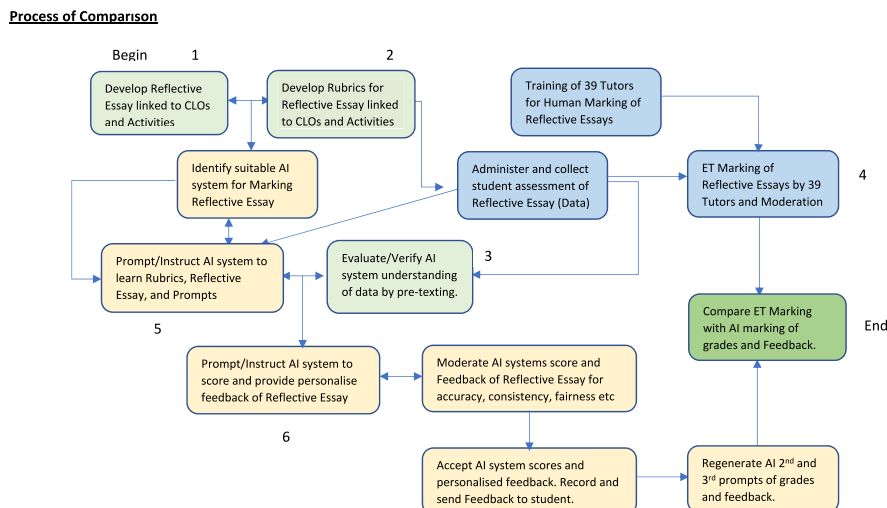 Process of Comparison
Begin 1
2
Develop Reflective
Essay linked to CLOs
and Activities
Develop Rubrics for
Reflective Essay linked
to CLOs and Activities
Training of 39 Tutors
for Human Marking of
Reflective Essays
Identify suitable AI
system for Marking
Reflective Essay
Administer and collect
student assessment of
Reflective Essay (Data)
ET Marking of
Reflective Essays by 39
Tutors and Moderation
4
Prompt/Instruct AI system to
learn Rubrics, Reflective
Essay, and Prompts
5
Evaluate/Verify AI
system understanding
of data by pre-texting.
3
Compare ET Marking
with AI marking of
grades and Feedback.
End
Prompt/Instruct AI system to
score and provide personalise
feedback of Reflective Essay
6
Moderate AI systems score and
Feedback of Reflective Essay for
accuracy, consistency, fairness etc
Accept AI system scores and
personalised feedback. Record and
send Feedback to student.
Regenerate AI 2nd and
3rd prompts of grades
and feedback.